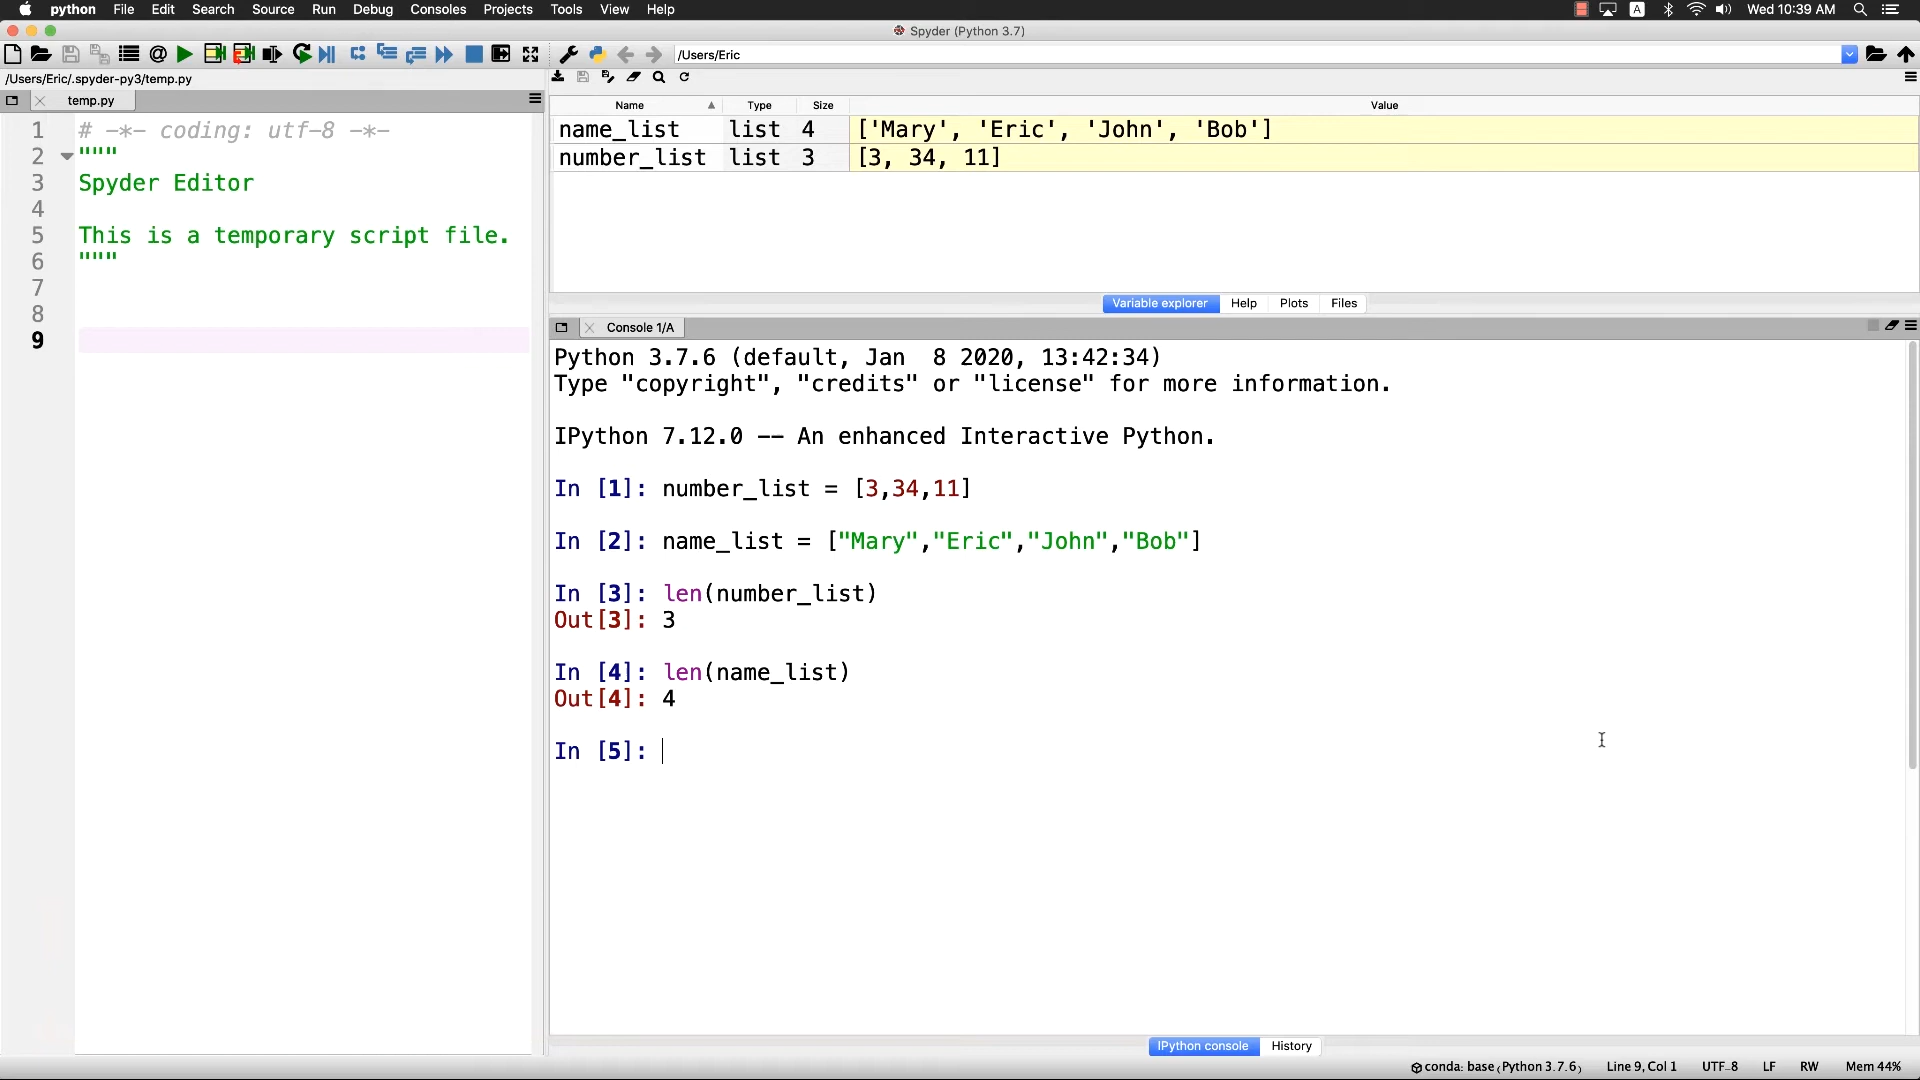 python File Edit Search Source Run Debug Consoles Projects Tools View Help A Wed 10:39 AM
Spyder (Python 3.7)
/Users/Eric
/Users/Eric/.spyder-py3/temp.py
temp.py
1 # -*- coding: utf-8 -*-
2 """
3 Spyder Editor
4
5 This is a temporary script file.
6 """
7
8
9
Name Type Size Value
name_list list 4 ['Mary', 'Eric', 'John', 'Bob']
number_list list 3 [3, 34, 11]
Variable explorer Help Plots Files
Console 1/A
Python 3.7.6 (default, Jan  8 2020, 13:42:34)
Type "copyright", "credits" or "license" for more information.
IPython 7.12.0 -- An enhanced Interactive Python.
In [1]: number_list = [3,34,11]
In [2]: name_list = ["Mary","Eric","John","Bob"]
In [3]: len(number_list)
Out[3]: 3
In [4]: len(name_list)
Out[4]: 4
In [5]:
IPython console History
conda: base (Python 3.7.6) Line 9, Col 1 UTF-8 LF RW Mem 44%